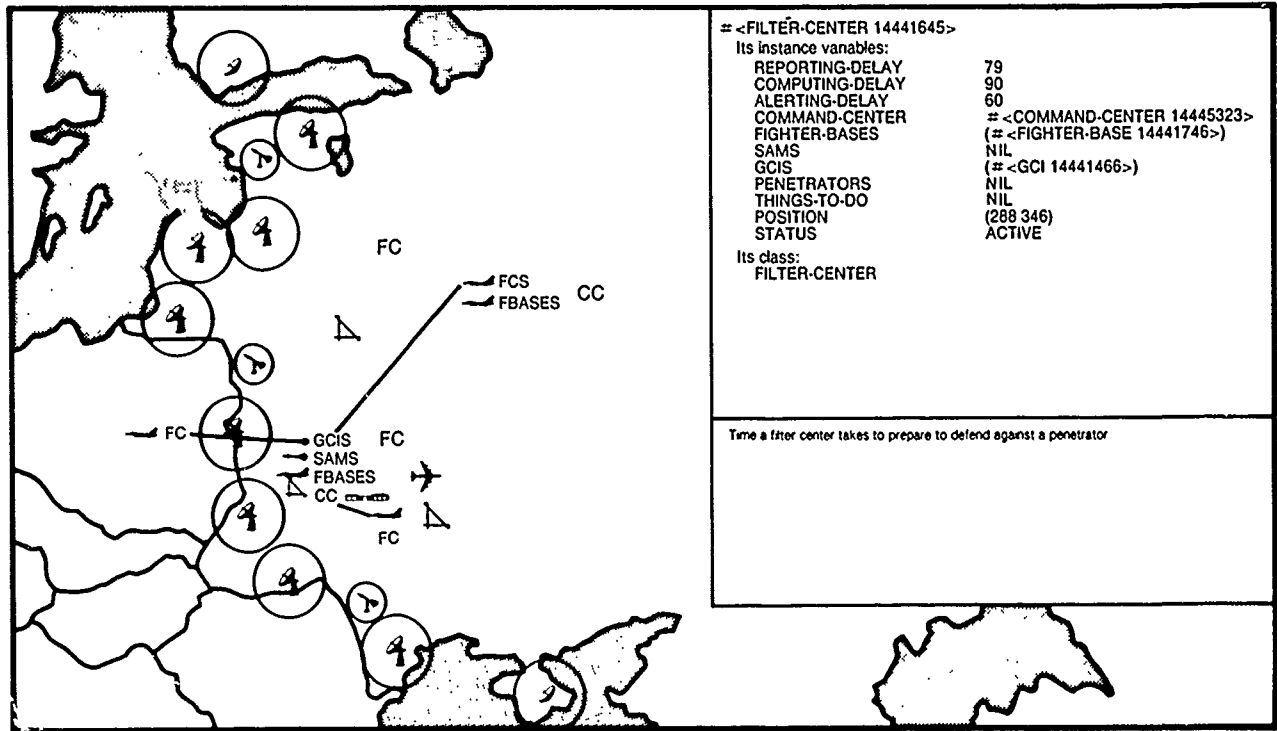 #<FILTER-CENTER 14441645>
Its instance variables:
REPORTING-DELAY 79
COMPUTING-DELAY 90
ALERTING-DELAY 60
COMMAND-CENTER #<COMMAND-CENTER 14445323>
FIGHTER-BASES (#<FIGHTER-BASE 14441746>)
SAMS NIL
GCIS (#<GCI 14441466>)
PENETRATORS NIL
THINGS-TO-DO NIL
POSITION (288 346)
STATUS ACTIVE
Its class:
FILTER-CENTER
Time a filter center takes to prepare to defend against a penetrator
FC
FCS
FBASES CC
FC GCIS FC
SAMS
FBASES
CC
FC